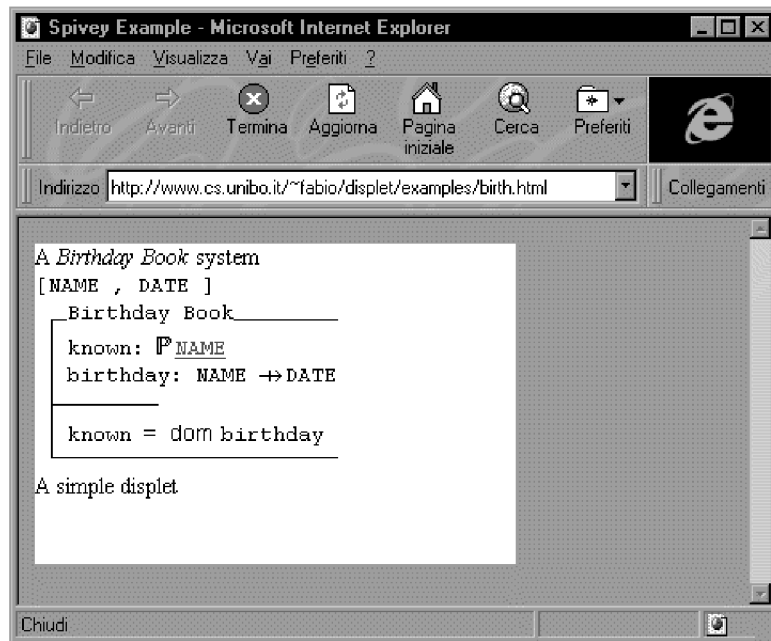 Spivey Example - Microsoft Internet Explorer
File Modifica Visualizza Vai Preferiti ?
Indietro Avanti Termina Aggiorna Pagina iniziale Cerca Preferiti
Indirizzo http://www.cs.unibo.it/~fabio/displet/examples/birth.html Collegamenti
A Birthday Book system
[NAME , DATE ]
Birthday Book
known: ℙ NAME
birthday: NAME ⇸ DATE
known = dom birthday
A simple displet
Chiudi